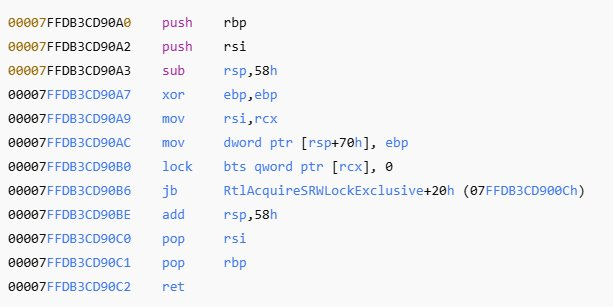 00007FFDB3CD90A0 push rbp
00007FFDB3CD90A2 push rsi
00007FFDB3CD90A3 sub rsp,58h
00007FFDB3CD90A7 xor ebp,ebp
00007FFDB3CD90A9 mov rsi,rcx
00007FFDB3CD90AC mov dword ptr [rsp+70h], ebp
00007FFDB3CD90B0 lock bts qword ptr [rcx], 0
00007FFDB3CD90B6 jb RtlAcquireSRWLockExclusive+20h (07FFDB3CD900Ch)
00007FFDB3CD90BE add rsp,58h
00007FFDB3CD90C0 pop rsi
00007FFDB3CD90C1 pop rbp
00007FFDB3CD90C2 ret